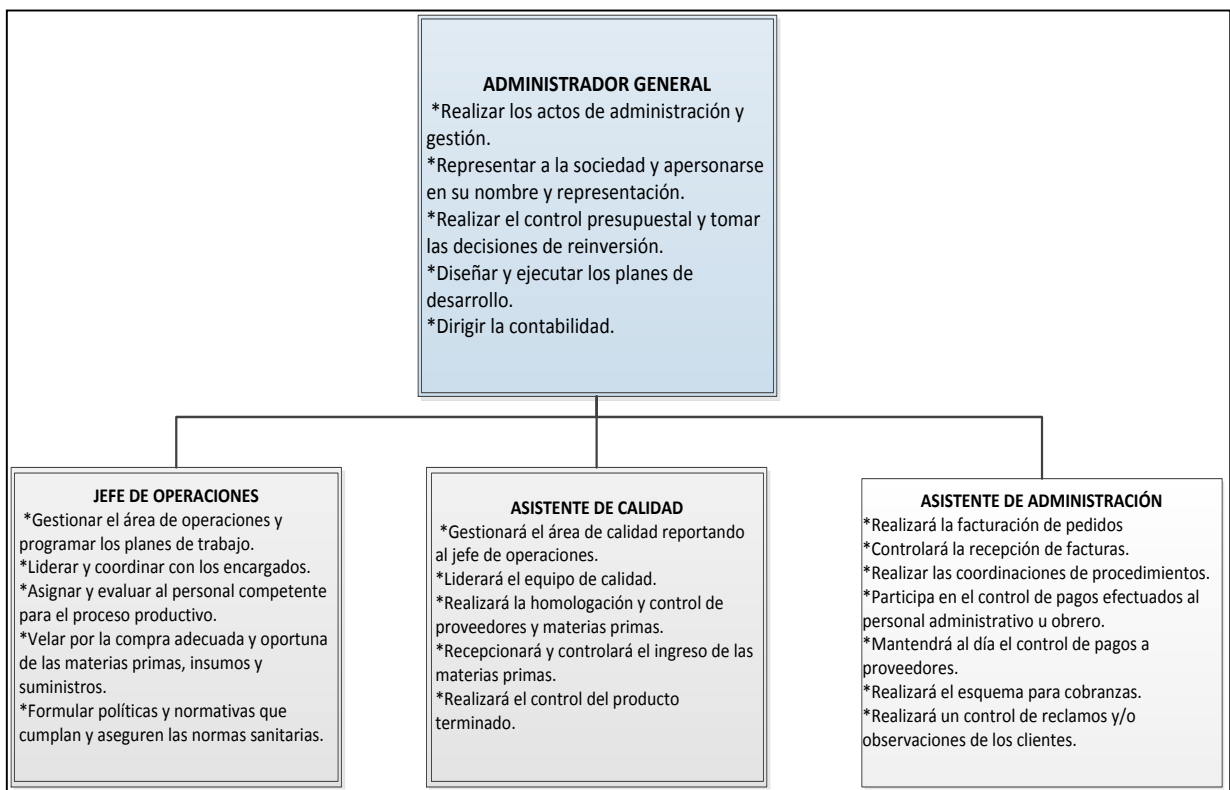 ADMINISTRADOR GENERAL
*Realizar los actos de administración y
gestión.
*Representar a la sociedad y apersonarse
en su nombre y representación.
*Realizar el control presupuestal y tomar
las decisiones de reinversión.
*Diseñar y ejecutar los planes de
desarrollo.
*Dirigir la contabilidad.
JEFE DE OPERACIONES
*Gestionar el área de operaciones y
programar los planes de trabajo.
*Liderar y coordinar con los encargados.
*Asignar y evaluar al personal competente
para el proceso productivo.
*Velar por la compra adecuada y oportuna
de las materias primas, insumos y
suministros.
*Formular políticas y normativas que
cumplan y aseguren las normas sanitarias.
ASISTENTE DE CALIDAD
*Gestionará el área de calidad reportando
al jefe de operaciones.
*Liderará el equipo de calidad.
*Realizará la homologación y control de
proveedores y materias primas.
*Recepcionará y controlará el ingreso de las
materias primas.
*Realizará el control del producto
terminado.
ASISTENTE DE ADMINISTRACIÓN
*Realizará la facturación de pedidos
*Controlará la recepción de facturas.
*Realizar las coordinaciones de procedimientos.
*Participa en el control de pagos efectuados al
personal administrativo u obrero.
*Mantendrá al día el control de pagos a
proveedores.
*Realizará el esquema para cobranzas.
*Realizará un control de reclamos y/o
observaciones de los clientes.